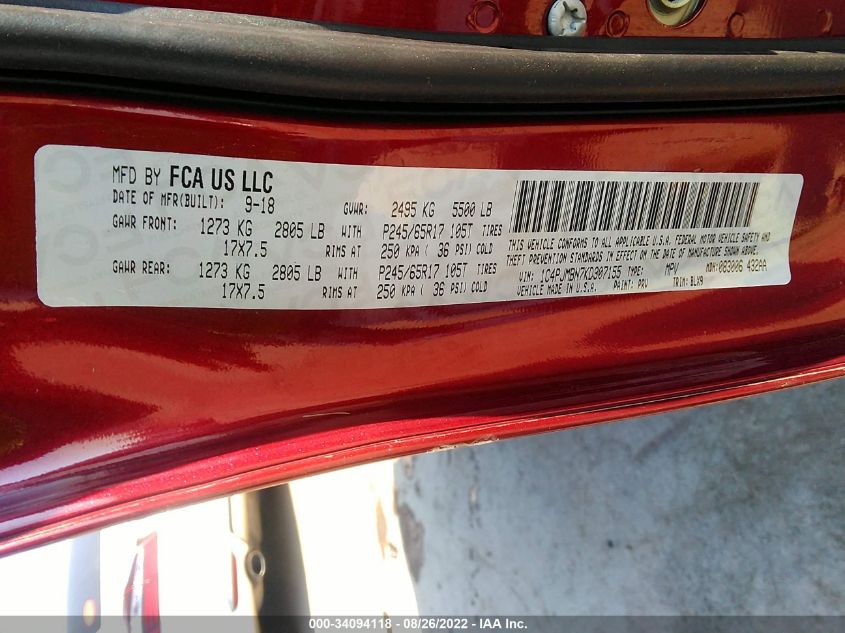 MFD BY FCA US LLC
DATE OF MFR(BUILT): 9-18 GVWR: 2495 KG 5500 LB
GAWR FRONT: 1273 KG 2805 LB WITH P245/65R17 105T TIRES
17X7.5 RIMS AT 250 KPA ( 36 PSI) COLD
GAWR REAR: 1273 KG 2805 LB WITH P245/65R17 105T TIRES
17X7.5 RIMS AT 250 KPA ( 36 PSI) COLD
THIS VEHICLE CONFORMS TO ALL APPLICABLE U.S.A. FEDERAL MOTOR VEHICLE SAFETY AND
THEFT PREVENTION STANDARDS IN EFFECT ON THE DATE OF MANUFACTURE SHOWN ABOVE.
VIN: 1C4PJMBN7KD307155 TYPE: MPV MDH:083006 432AA
VEHICLE MADE IN U.S.A. PAINT: PRV TRIM: BLX9
000-34094118 - 08/26/2022 - IAA Inc.